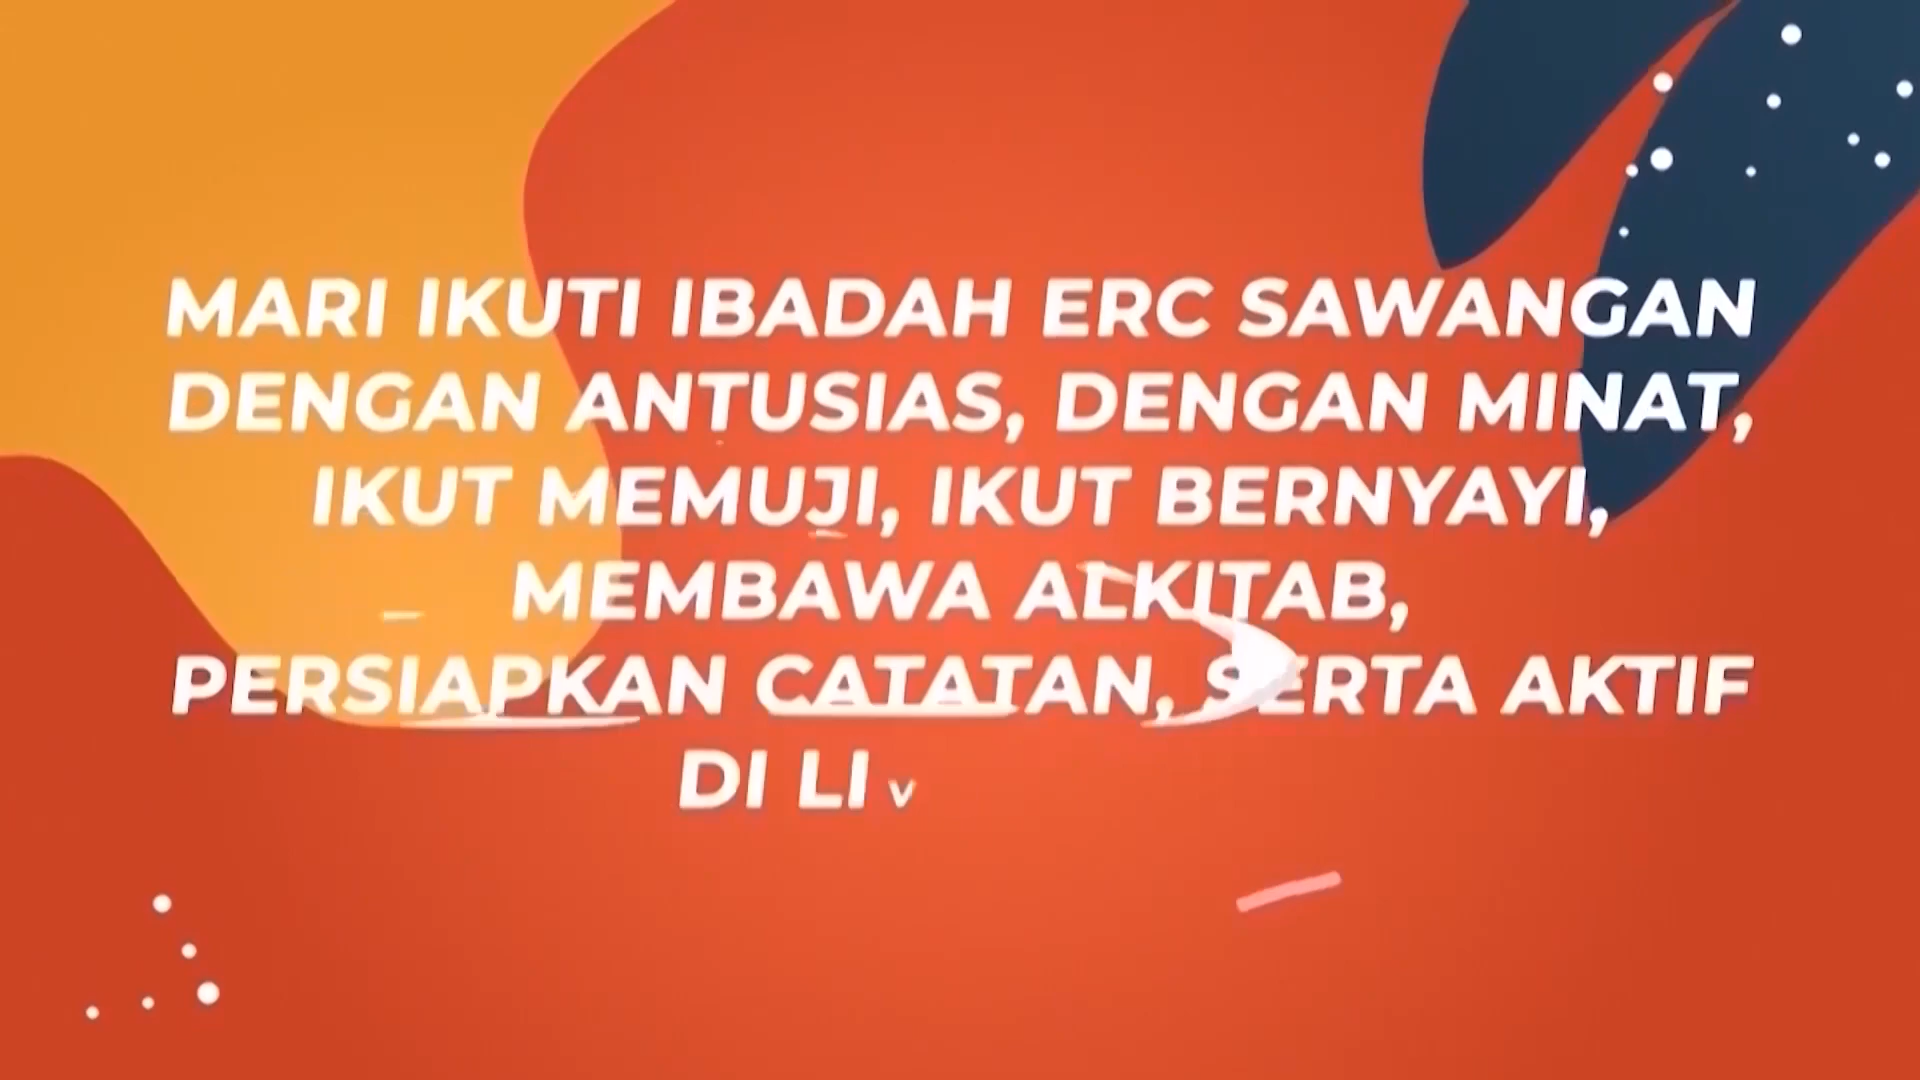 MARI IKUTI IBADAH ERC SAWANGAN
DENGAN ANTUSIAS, DENGAN MINAT,
IKUT MEMUJI, IKUT BERNYAYI,
MEMBAWA ALKITAB,
PERSIAPKAN CATATAN, SERTA AKTIF
DI LIV